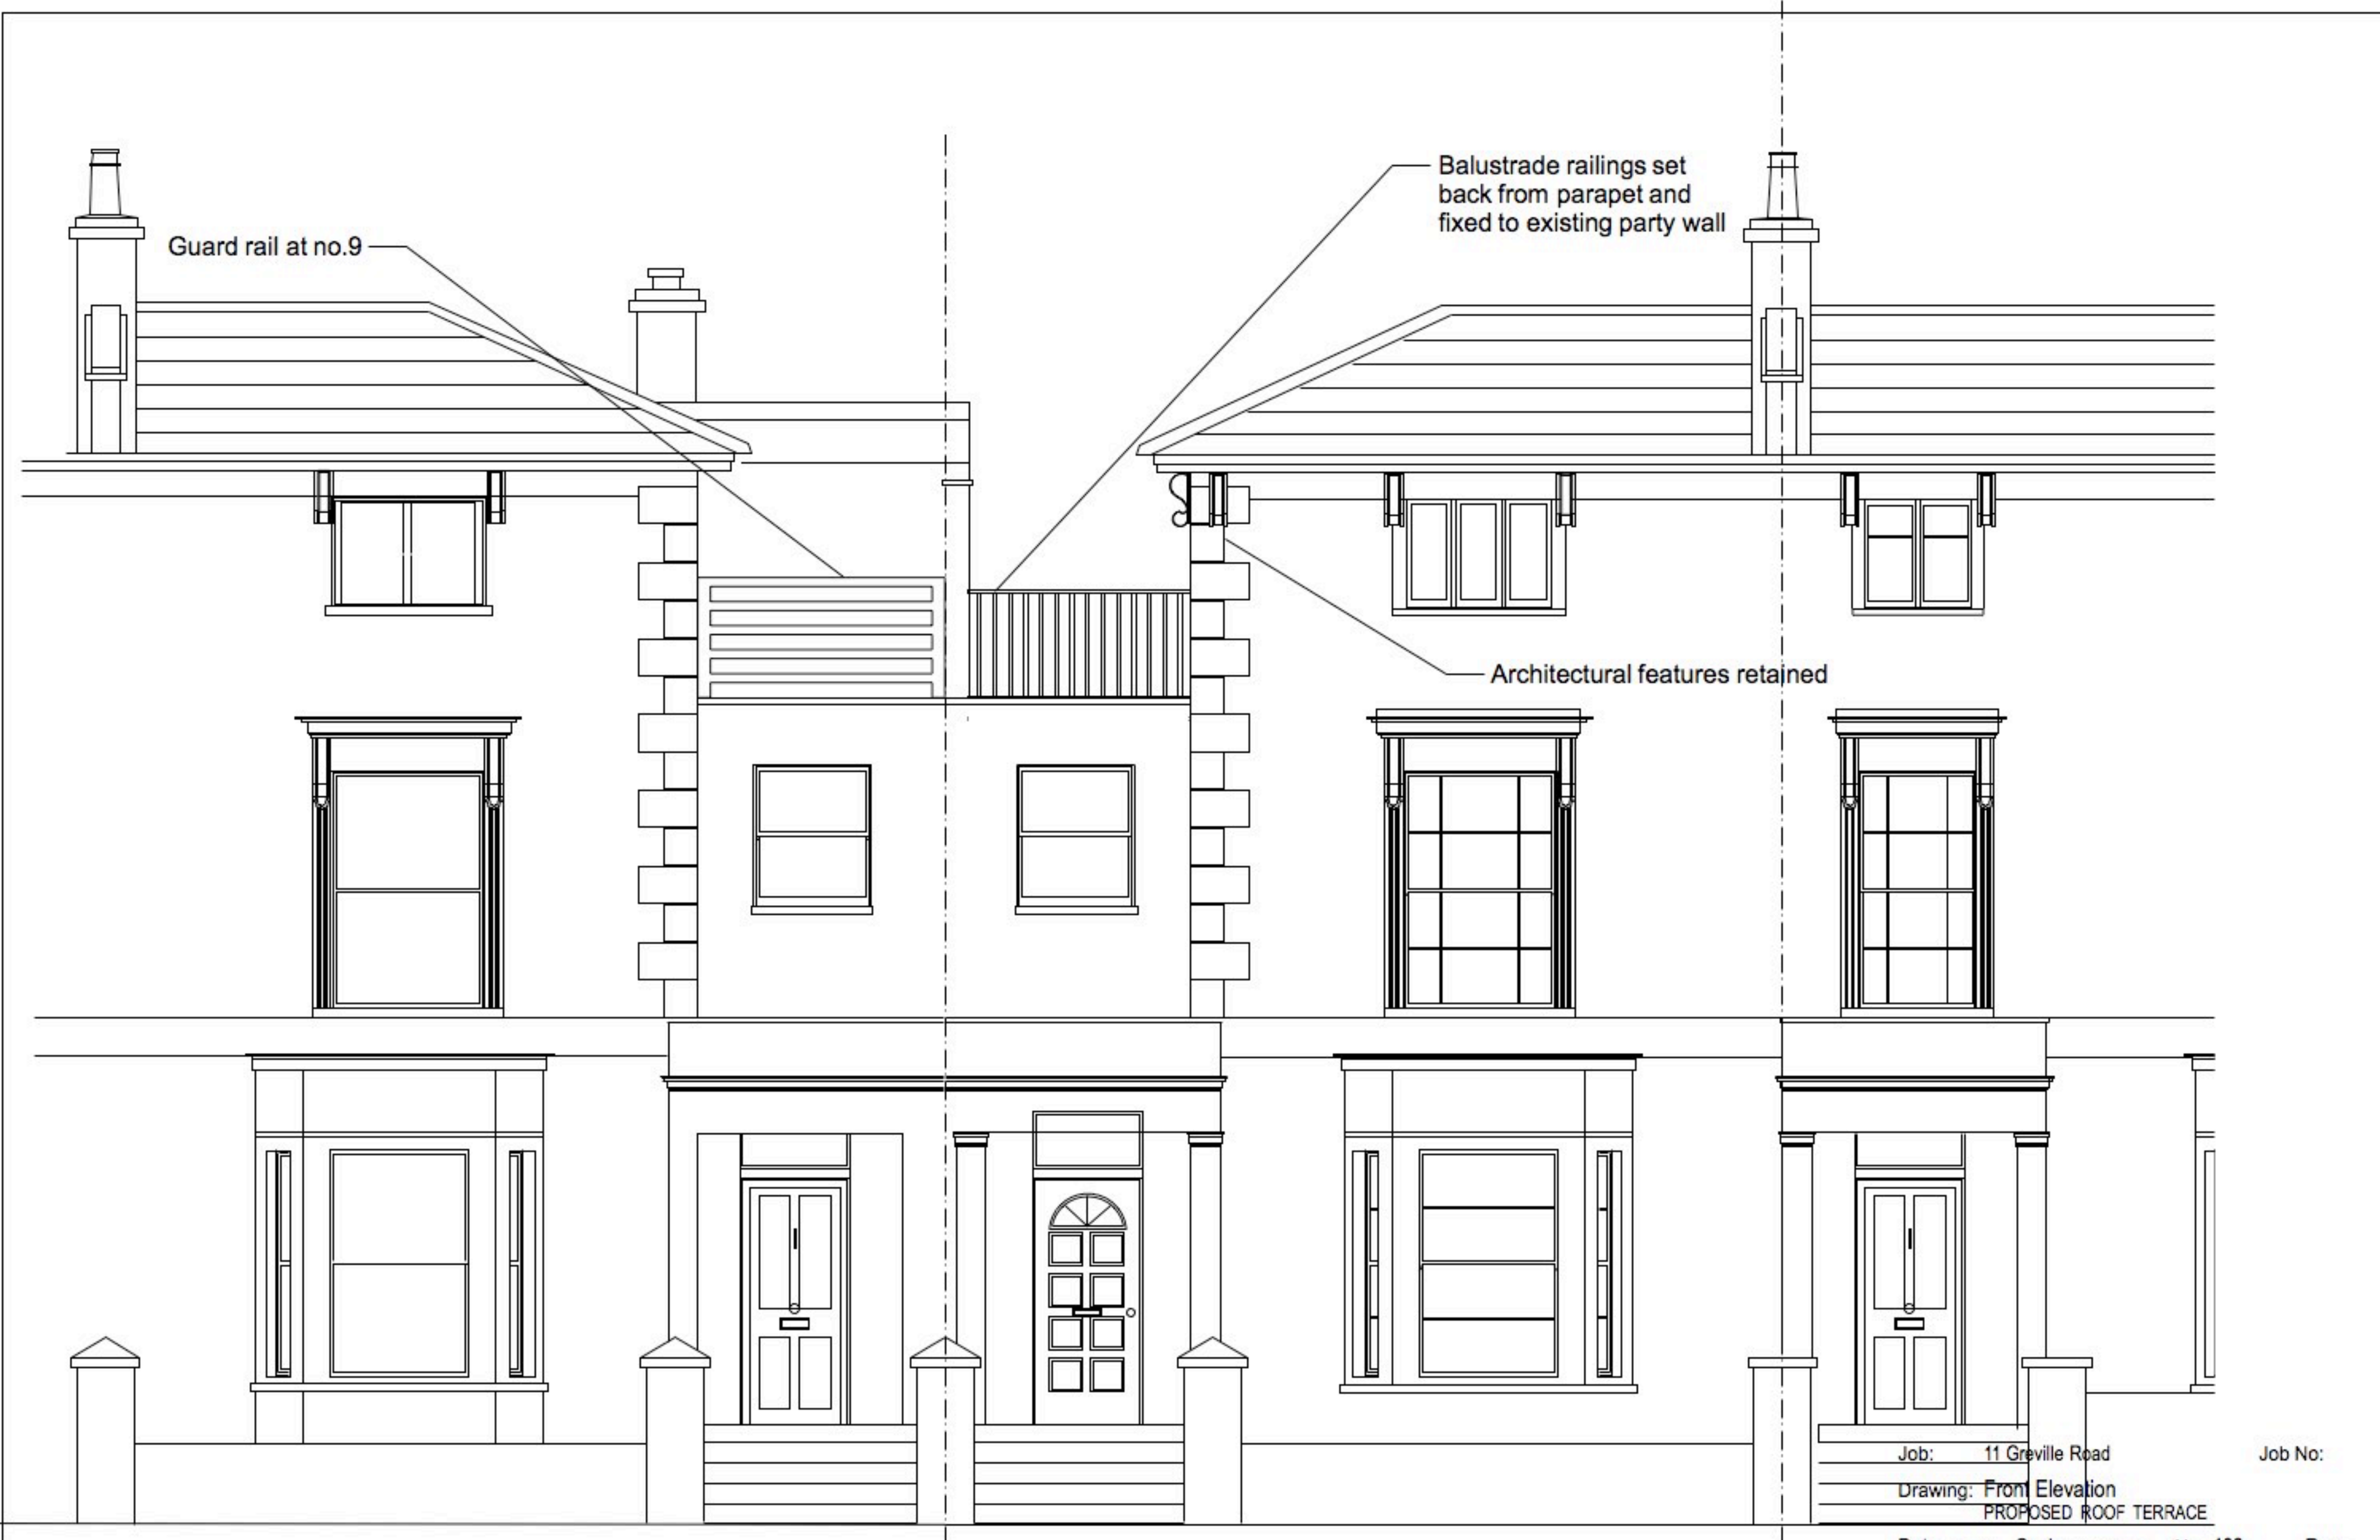 Balustrade railings set
back from parapet and
fixed to existing party wall
Guard rail at no.9
Architectural features retained
Job: 11 Greville Road Job No:
Drawing: Front Elevation
PROPOSED ROOF TERRACE